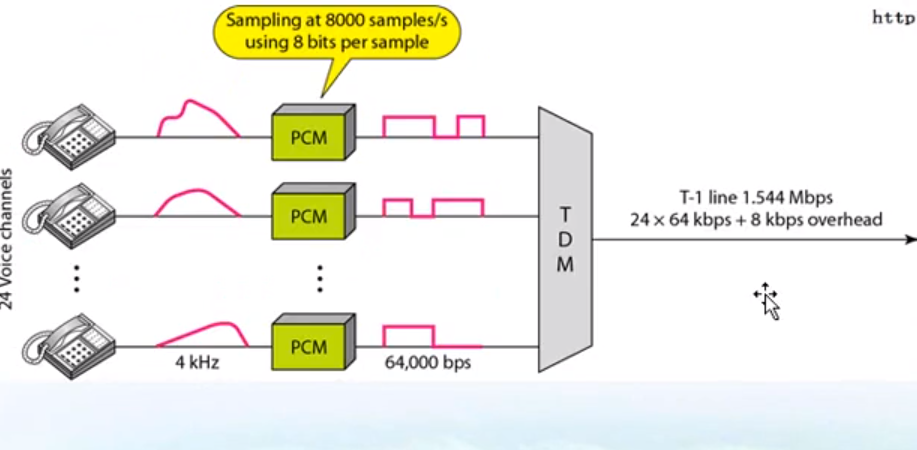 Sampling at 8000 samples/s
using 8 bits per sample
http
24 Voice channels
PCM
PCM
PCM
T
D
M
T-1 line 1.544 Mbps
24 × 64 kbps + 8 kbps overhead
4 kHz
64,000 bps